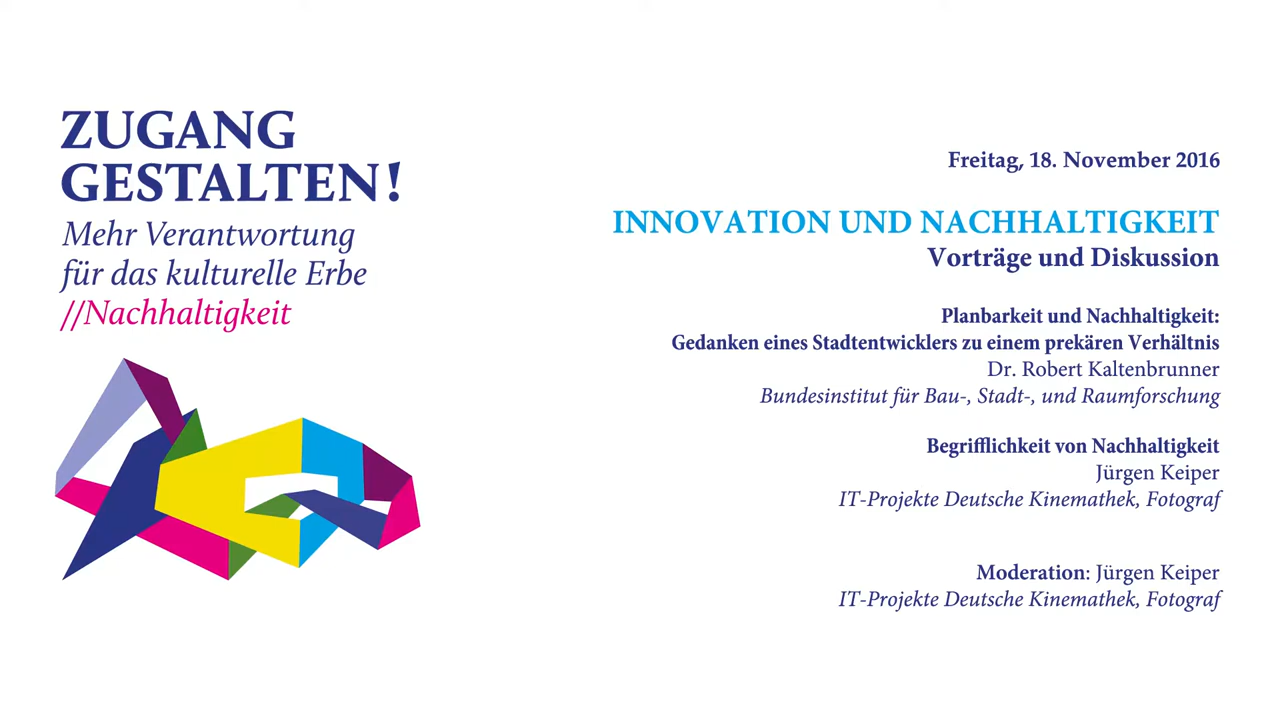 ZUGANG
GESTALTEN!
Mehr Verantwortung
für das kulturelle Erbe
//Nachhaltigkeit
Freitag, 18. November 2016
INNOVATION UND NACHHALTIGKEIT
Vorträge und Diskussion
Planbarkeit und Nachhaltigkeit:
Gedanken eines Stadtentwicklers zu einem prekären Verhältnis
Dr. Robert Kaltenbrunner
Bundesinstitut für Bau-, Stadt-, und Raumforschung
Begrifflichkeit von Nachhaltigkeit
Jürgen Keiper
IT-Projekte Deutsche Kinemathek, Fotograf
Moderation: Jürgen Keiper
IT-Projekte Deutsche Kinemathek, Fotograf